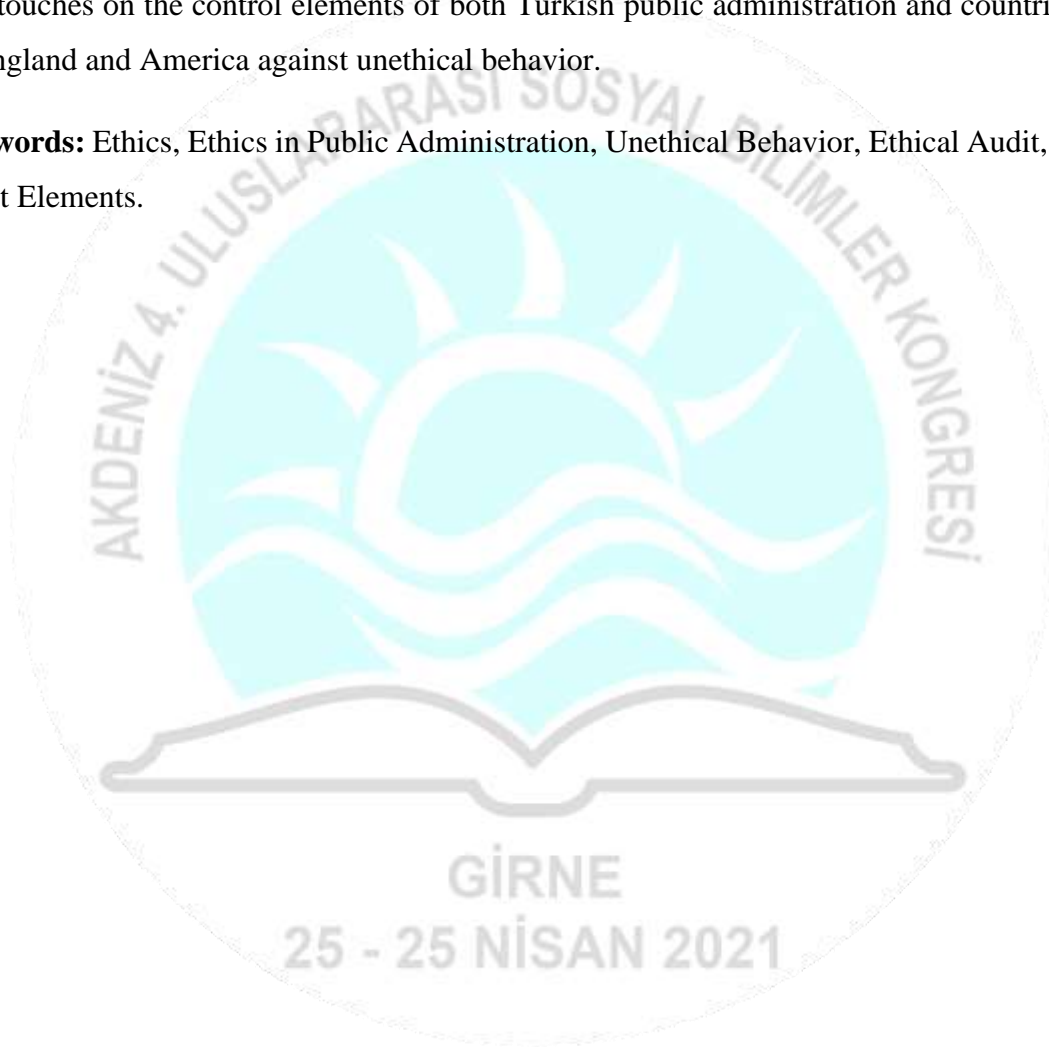 touches on the control elements of both Turkish public administration and countri
ngland and America against unethical behavior.
words: Ethics, Ethics in Public Administration, Unethical Behavior, Ethical Audit,
t Elements.
AKDENİZ 4. ULUSLARARASI SOSYAL BİLİMLER KONGRESİ
GİRNE
25 - 25 NİSAN 2021